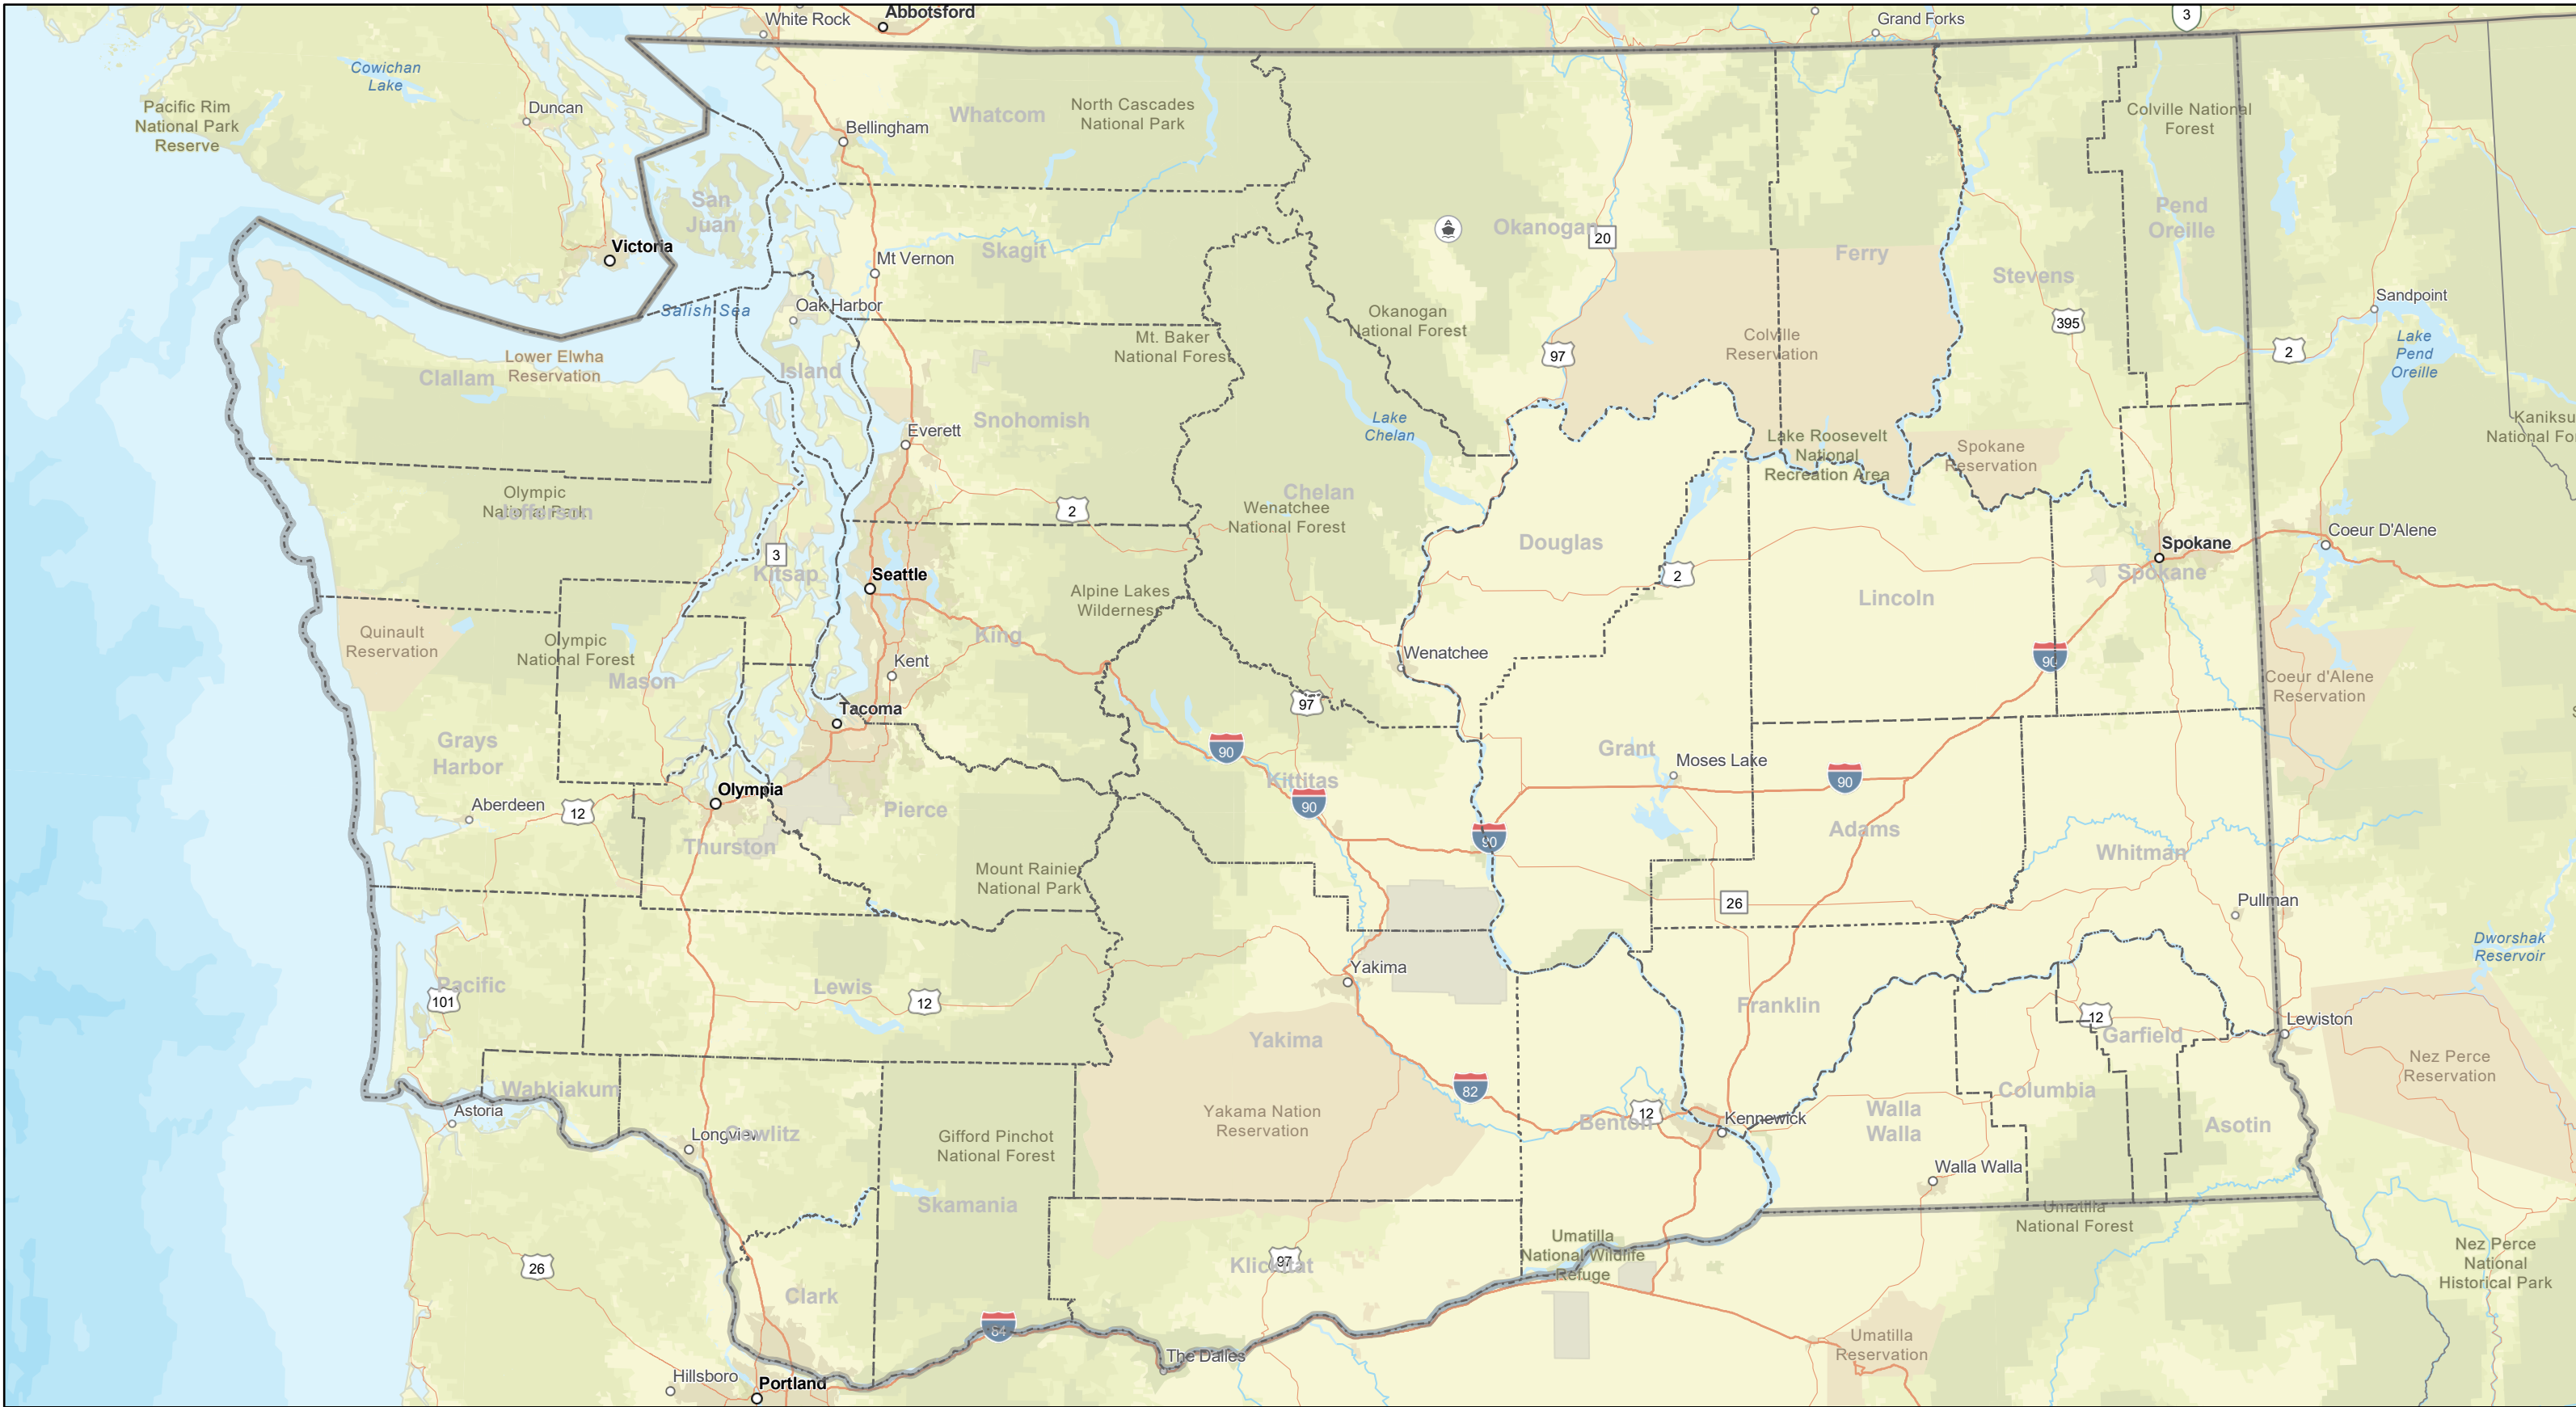 White Rock
Abbotsford
Grand Forks
3
Cowichan
Lake
Pacific Rim
National Park
Reserve
Duncan
Bellingham
Whatcom
North Cascades
National Park
Colville National
Forest
San
Juan
Victoria
Skagit
Mt Vernon
Okanogan
20
Ferry
Pend
Oreille
Stevens
Sandpoint
Salish Sea
Oak Harbor
Okanogan
National Forest
395
Mt. Baker
National Forest
Colville
Reservation
97
2
Lake
Pend
Oreille
Lower Elwha
Reservation
Clallam
Island
Snohomish
Everett
Lake
Chelan
Kaniksu
National Fo
Lake Roosevelt
National
Recreation Area
Spokane
Reservation
Olympic
National Park
Jefferson
2
Chelan
Wenatchee
National Forest
Douglas
Spokane
Spokane
Coeur D'Alene
3
Kitsap
Seattle
2
Alpine Lakes
Wilderness
Lincoln
King
Quinault
Reservation
Olympic
National Forest
Mason
Kent
Wenatchee
90
Coeur d'Alene
Reservation
97
Tacoma
Grays
Harbor
90
Grant
Moses Lake
90
Kittitas
90
Olympia
Aberdeen
12
Pierce
Thurston
90
Adams
Whitman
Mount Rainier
National Park
26
Pullman
Dworshak
Reservoir
Yakima
Pacific
101
Lewis
12
Franklin
12
Garfield
Lewiston
Yakima
Nez Perce
Reservation
82
Wahkiakum
Astoria
Yakama Nation
Reservation
12
Benton
Kennewick
Columbia
Walla
Walla
Asotin
Longview
Cowlitz
Gifford Pinchot
National Forest
Walla Walla
Skamania
Umatilla
National Forest
Umatilla
National Wildlife
Refuge
26
97
Klickitat
Nez Perce
National
Historical Park
Clark
84
The Dalles
Umatilla
Reservation
Hillsboro
Portland